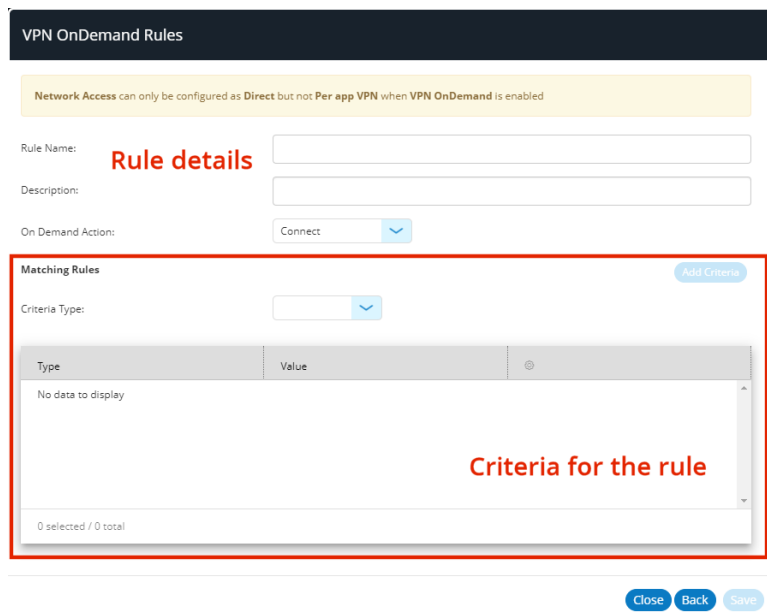 VPN OnDemand Rules
Network Access can only be configured as Direct but not Per app VPN when VPN OnDemand is enabled
Rule Name:
Rule details
Description:
On Demand Action:
Connect
Matching Rules
Add Criteria
Criteria Type:
Type
Value
No data to display
Criteria for the rule
0 selected / 0 total
Close
Back
Save